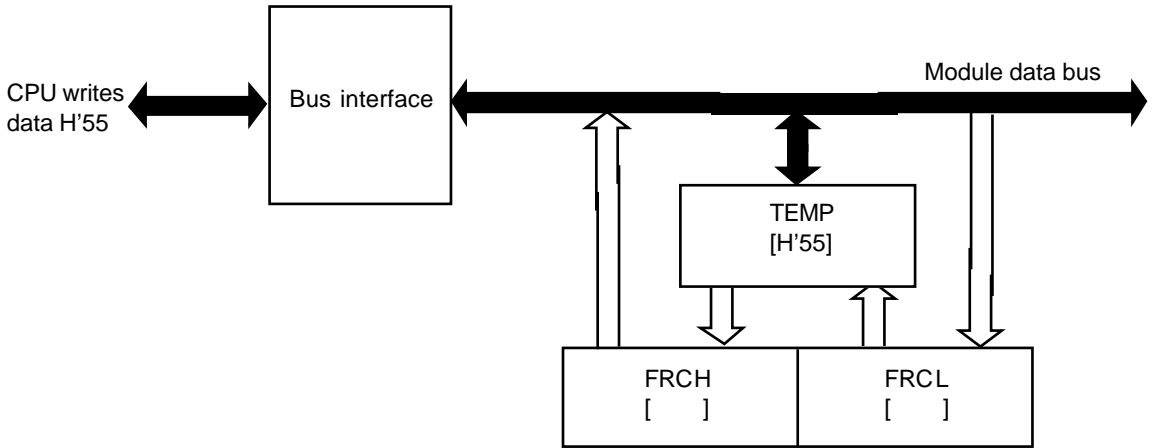 CPU writes
data H'55
Bus interface
Module data bus
TEMP
[H'55]
FRCH
[ ]
FRCL
[ ]